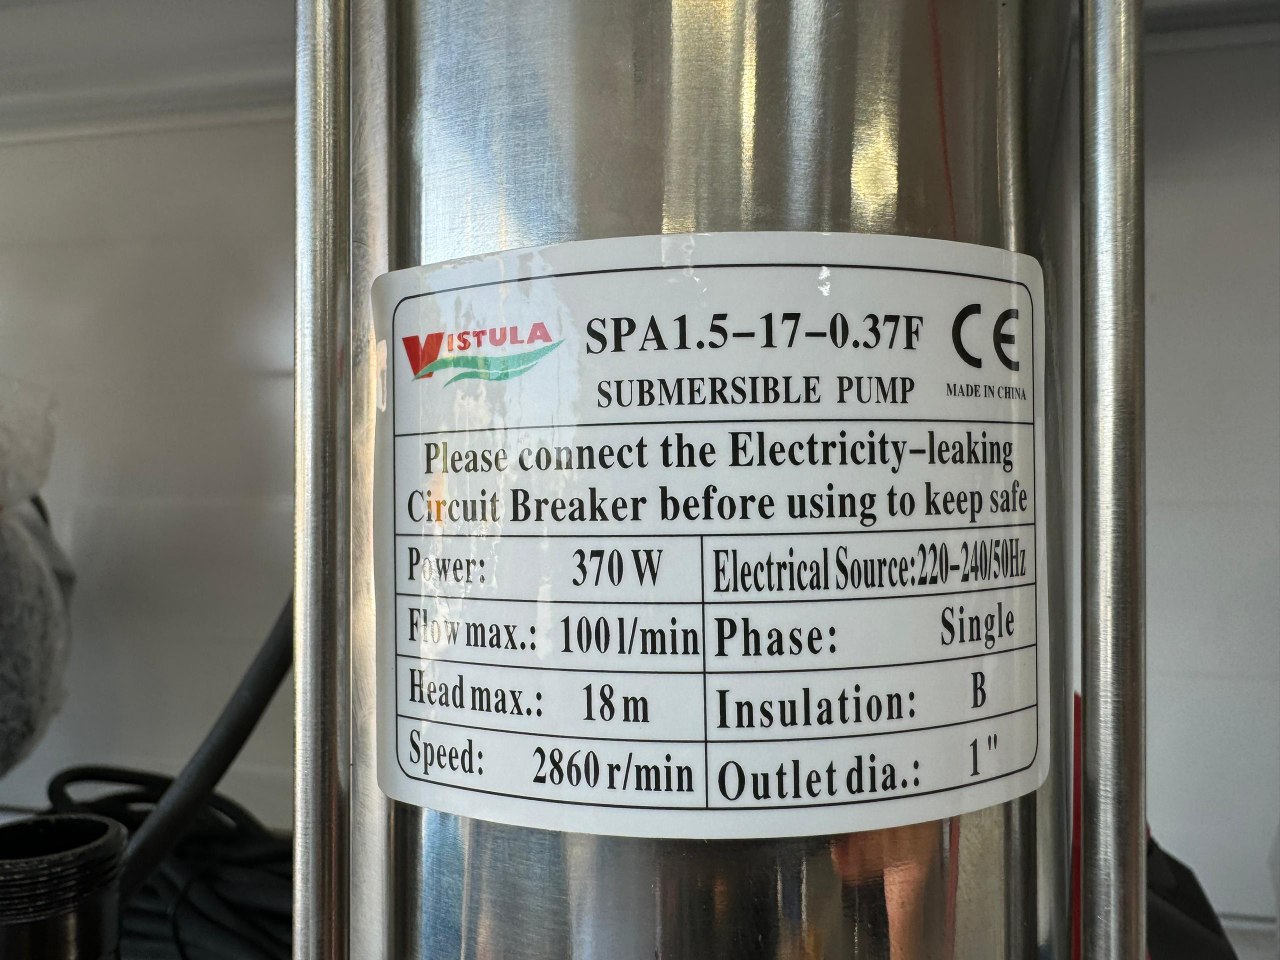 VISTULA
SPA1.5-17-0.37F
CE
SUBMERSIBLE PUMP
MADE IN CHINA
Please connect the Electricity-leaking
Circuit Breaker before using to keep safe
Power: 370 W
Electrical Source:220-240/50Hz
Flow max.: 100 l/min
Phase: Single
Head max.: 18 m
Insulation: B
Speed: 2860 r/min
Outlet dia.: 1"